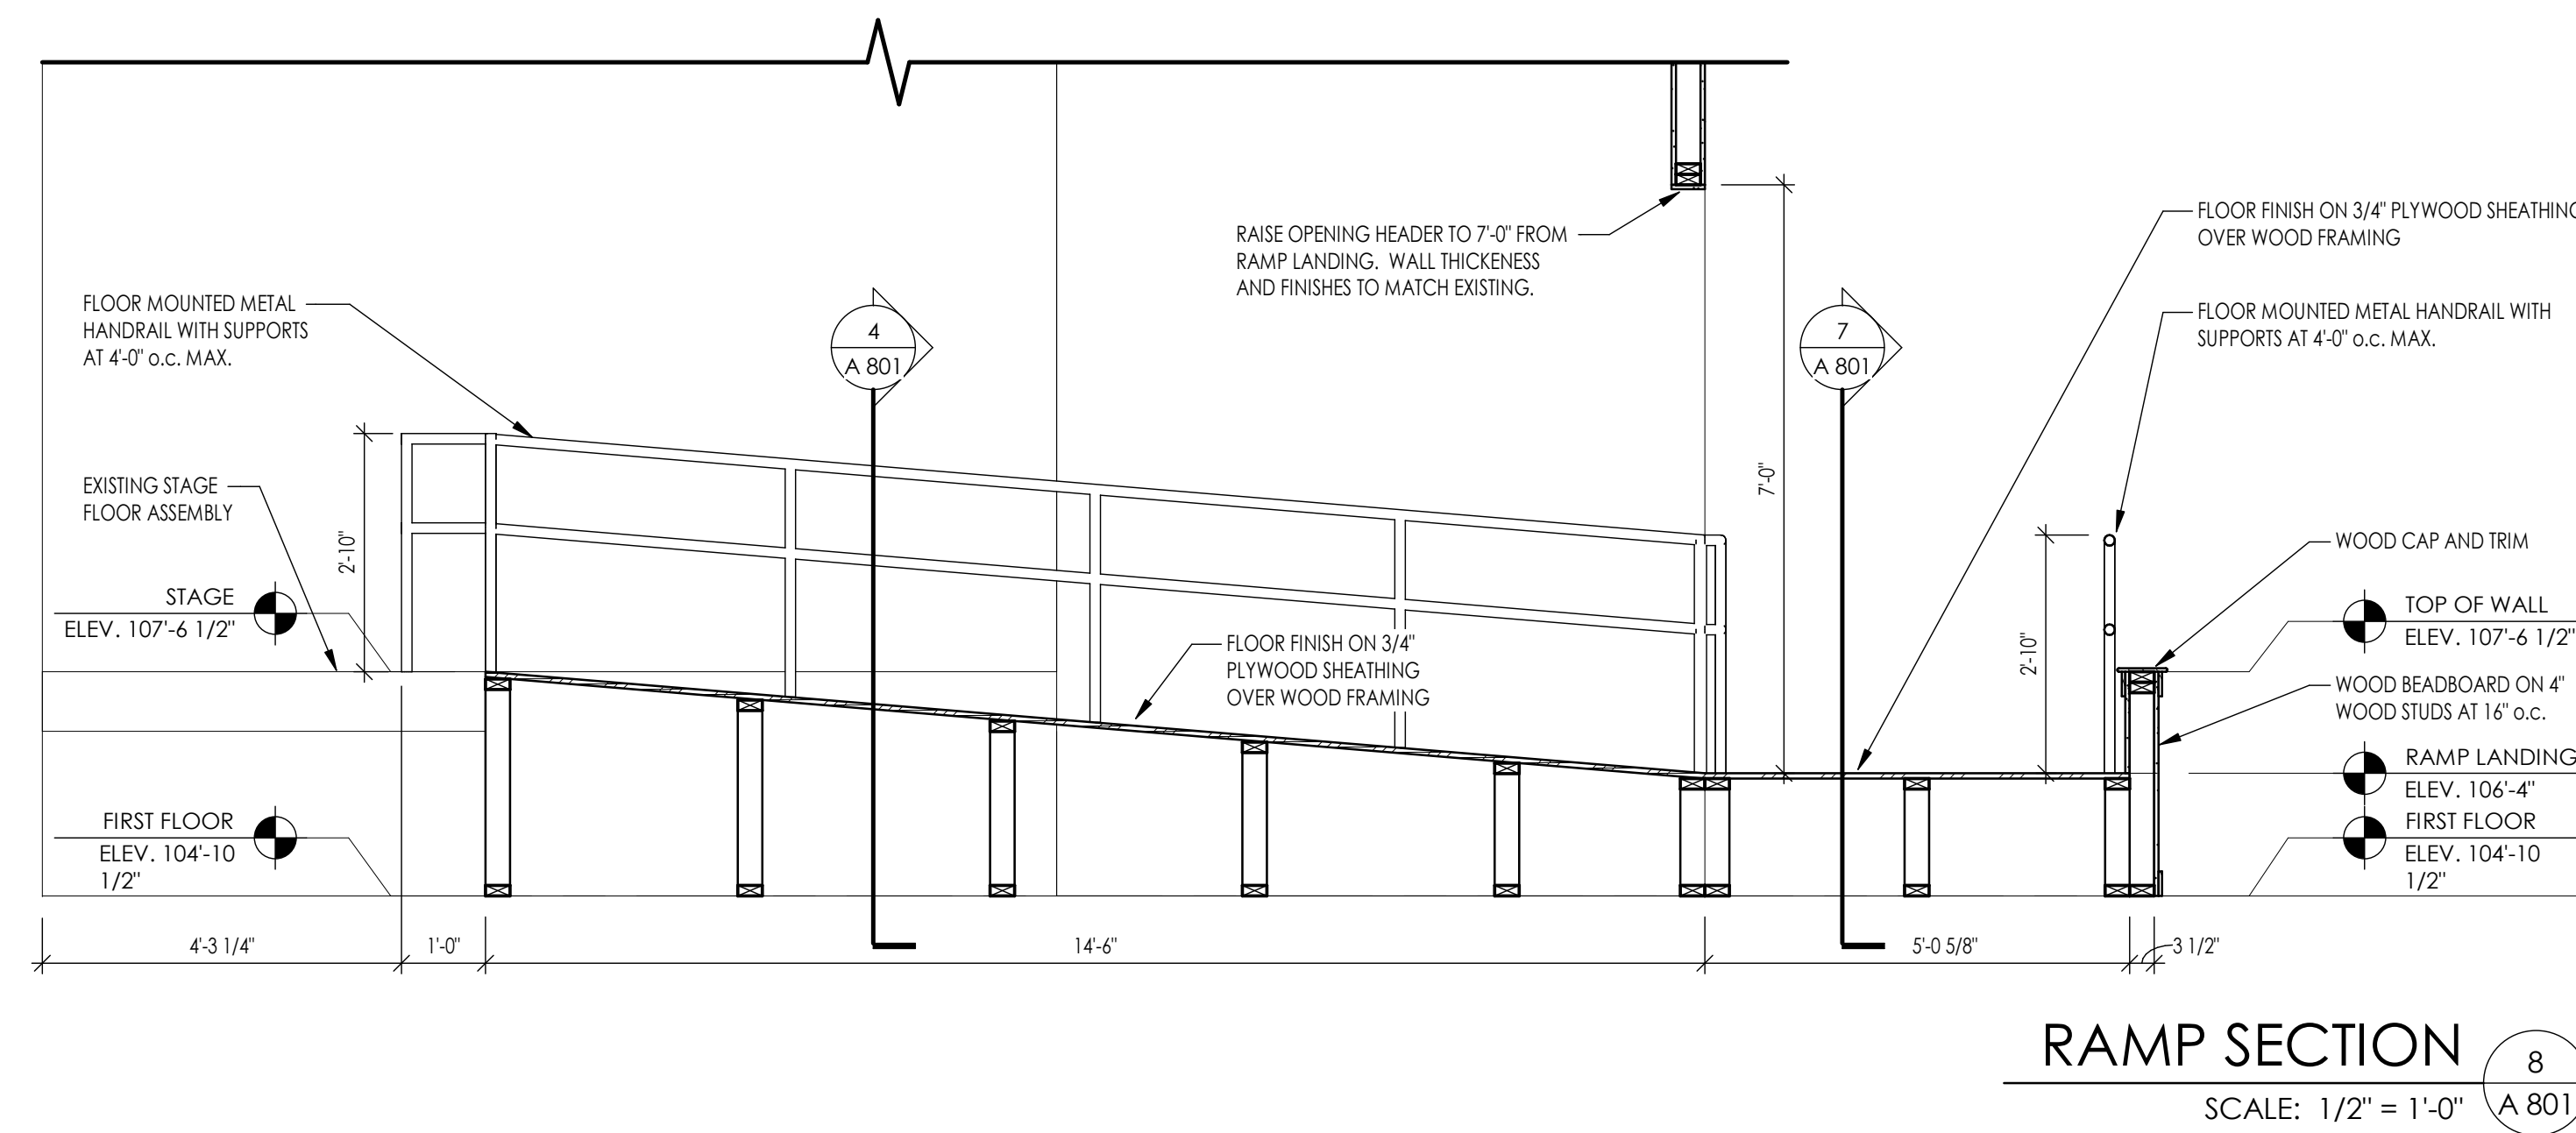 RAISE OPENING HEADER TO 7'-0" FROM
RAMP LANDING.  WALL THICKENESS
AND FINISHES TO MATCH EXISTING.
FLOOR FINISH ON 3/4" PLYWOOD SHEATHING
OVER WOOD FRAMING
FLOOR MOUNTED METAL
HANDRAIL WITH SUPPORTS
AT 4'-0" o.c. MAX.
4
A 801
7
A 801
FLOOR MOUNTED METAL HANDRAIL WITH
SUPPORTS AT 4'-0" o.c. MAX.
7'-0"
EXISTING STAGE
FLOOR ASSEMBLY
2'-10"
STAGE
ELEV. 107'-6 1/2"
WOOD CAP AND TRIM
TOP OF WALL
ELEV. 107'-6 1/2"
FLOOR FINISH ON 3/4"
PLYWOOD SHEATHING
OVER WOOD FRAMING
2'-10"
WOOD BEADBOARD ON 4"
WOOD STUDS AT 16" o.c.
RAMP LANDING
ELEV. 106'-4"
FIRST FLOOR
ELEV. 104'-10
1/2"
FIRST FLOOR
ELEV. 104'-10
1/2"
4'-3 1/4"
1'-0"
14'-6"
5'-0 5/8"
3 1/2"
RAMP SECTION
SCALE:  1/2" = 1'-0"
8
A 801